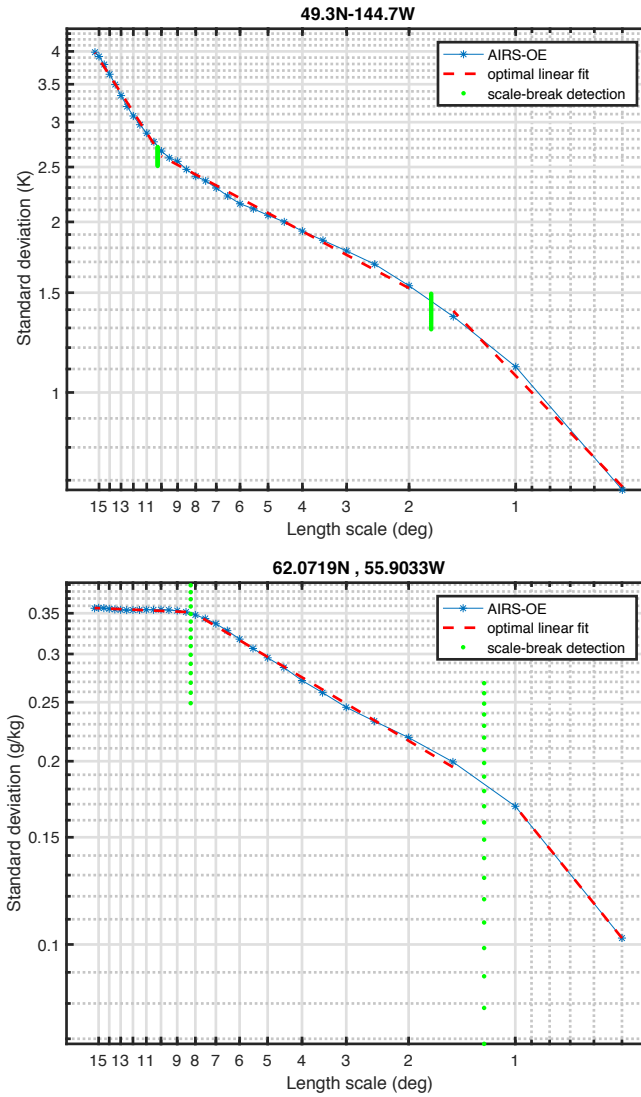 49.3N-144.7W
4
3.5
3
2.5
2
1.5
1
Standard deviation (K)
AIRS-OE
optimal linear fit
scale-break detection
15 13 11 9 8 7 6 5 4 3 2 1
Length scale (deg)
62.0719N , 55.9033W
0.35
0.3
0.25
0.2
0.15
0.1
Standard deviation (g/kg)
AIRS-OE
optimal linear fit
scale-break detection
15 13 11 9 8 7 6 5 4 3 2 1
Length scale (deg)